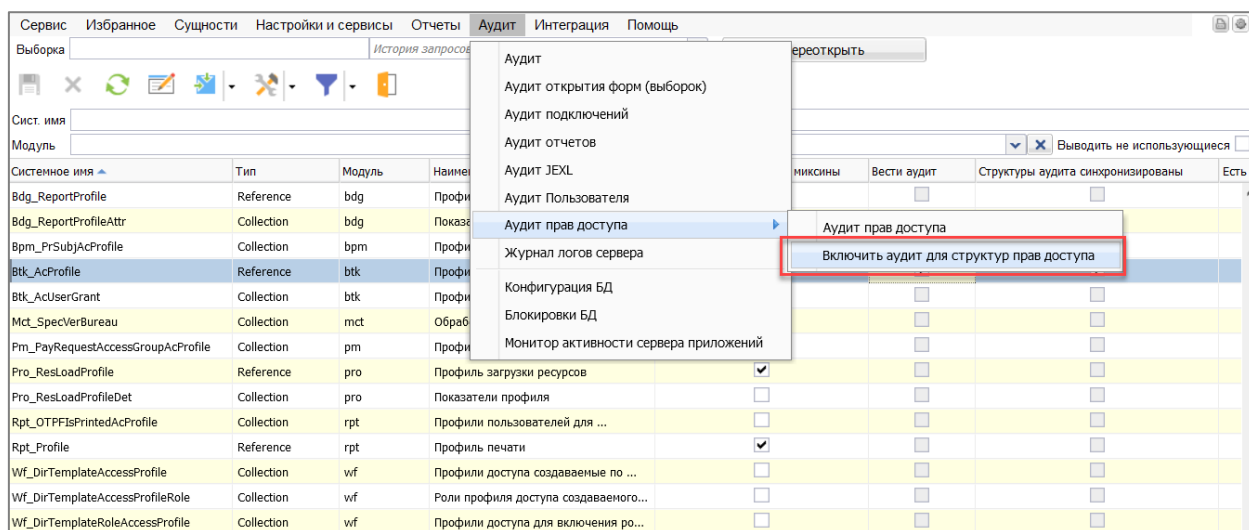 Сервис Избранное Сущности Настройки и сервисы Отчеты Аудит Интеграция Помощь
Выборка История запросов ереоткрыть
Сист. имя
Модуль Выводить не использующиеся
Системное имя Тип Модуль Наимен миксины Вести аудит Структуры аудита синхронизированы Есть
Bdg_ReportProfile Reference bdg Профи
Bdg_ReportProfileAttr Collection bdg Показа
Bpm_PrSubjAcProfile Collection bpm Профи
Btk_AcProfile Reference btk Профи
Btk_AcUserGrant Collection btk Профи
Mct_SpecVerBureau Collection mct Обраб
Pm_PayRequestAccessGroupAcProfile Collection pm Профи
Pro_ResLoadProfile Reference pro Профиль загрузки ресурсов
Pro_ResLoadProfileDet Collection pro Показатели профиля
Rpt_OTPFIsPrintedAcProfile Collection rpt Профили пользователей для ...
Rpt_Profile Reference rpt Профиль печати
Wf_DirTemplateAccessProfile Collection wf Профили доступа создаваемые по ...
Wf_DirTemplateAccessProfileRole Collection wf Роли профиля доступа создаваемого...
Wf_DirTemplateRoleAccessProfile Collection wf Профили доступа для включения ро...
Аудит
Аудит открытия форм (выборок)
Аудит подключений
Аудит отчетов
Аудит JEXL
Аудит Пользователя
Аудит прав доступа
Журнал логов сервера
Конфигурация БД
Блокировки БД
Монитор активности сервера приложений
Аудит прав доступа
Включить аудит для структур прав доступа